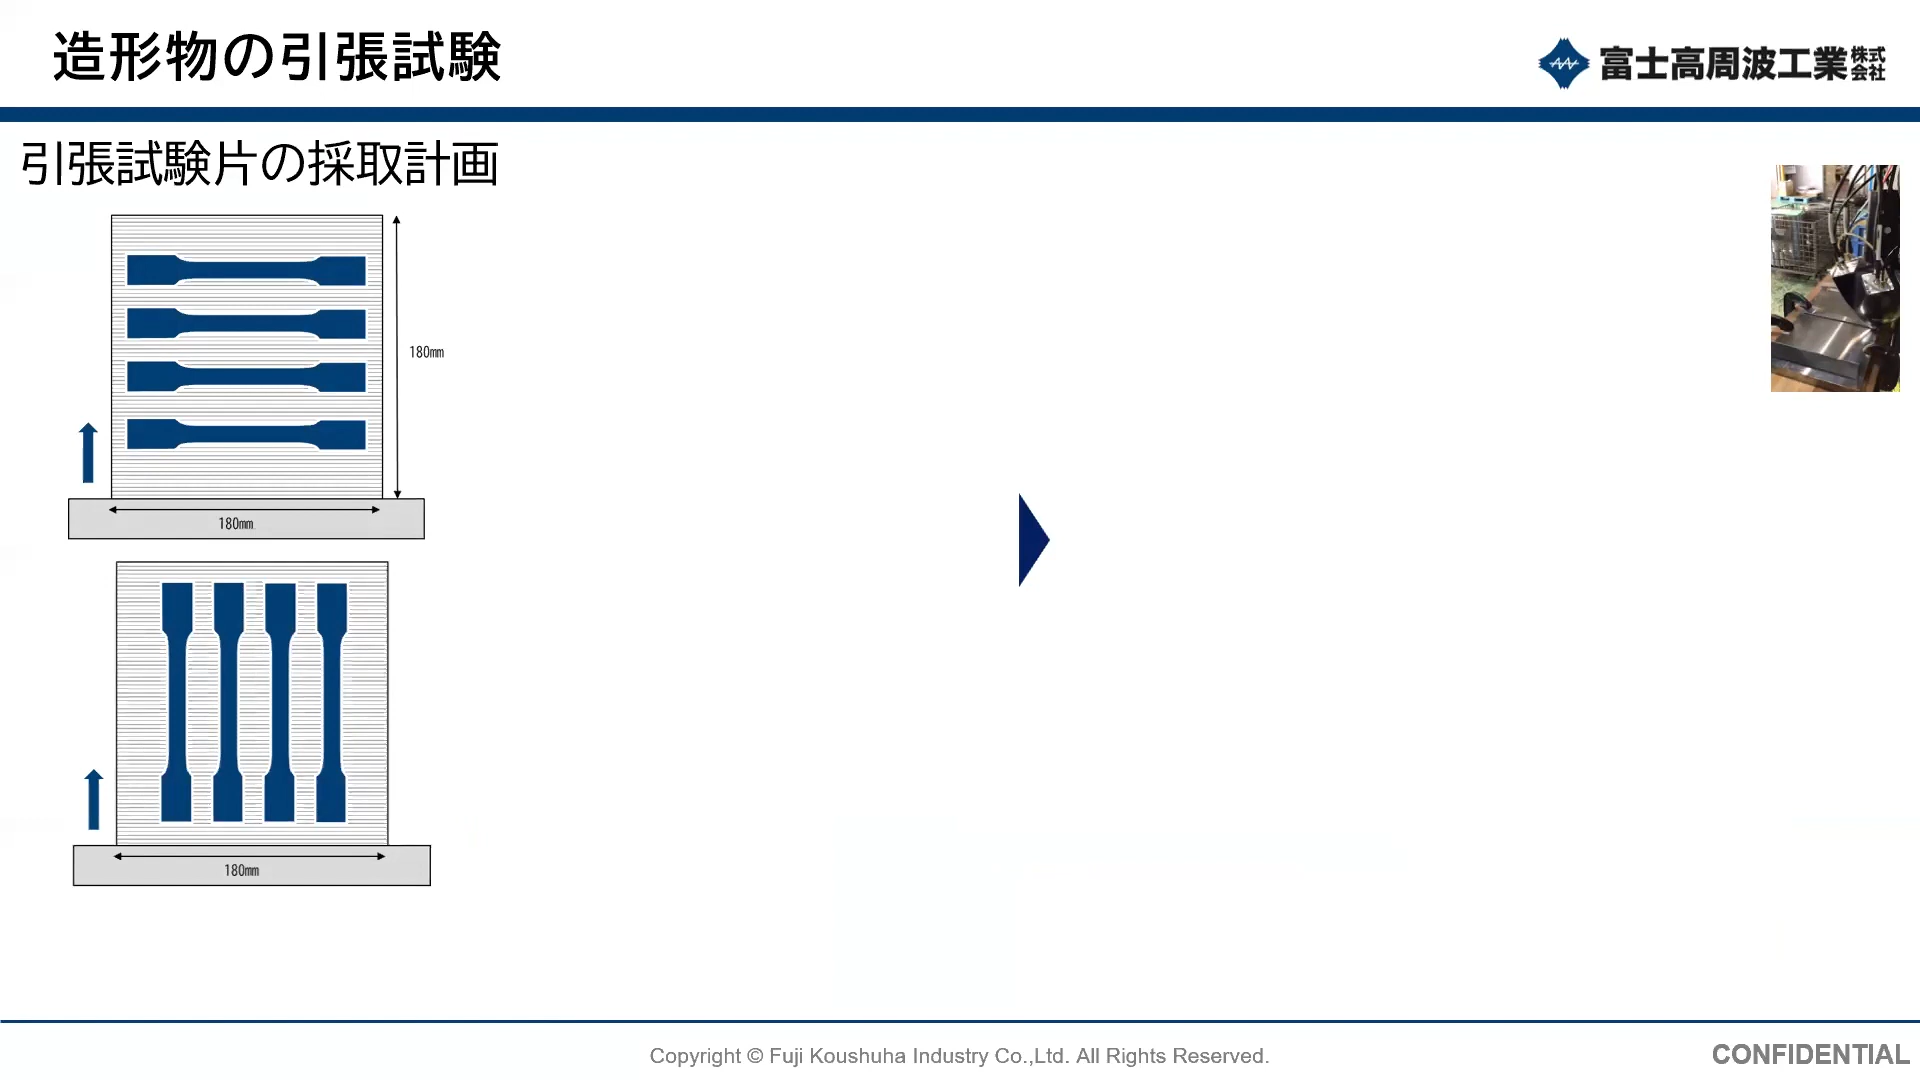 造形物の引張試験
富士高周波工業株式会社
引張試験片の採取計画
180mm
180mm
180mm
Copyright © Fuji Koushuha Industry Co.,Ltd. All Rights Reserved.
CONFIDENTIAL